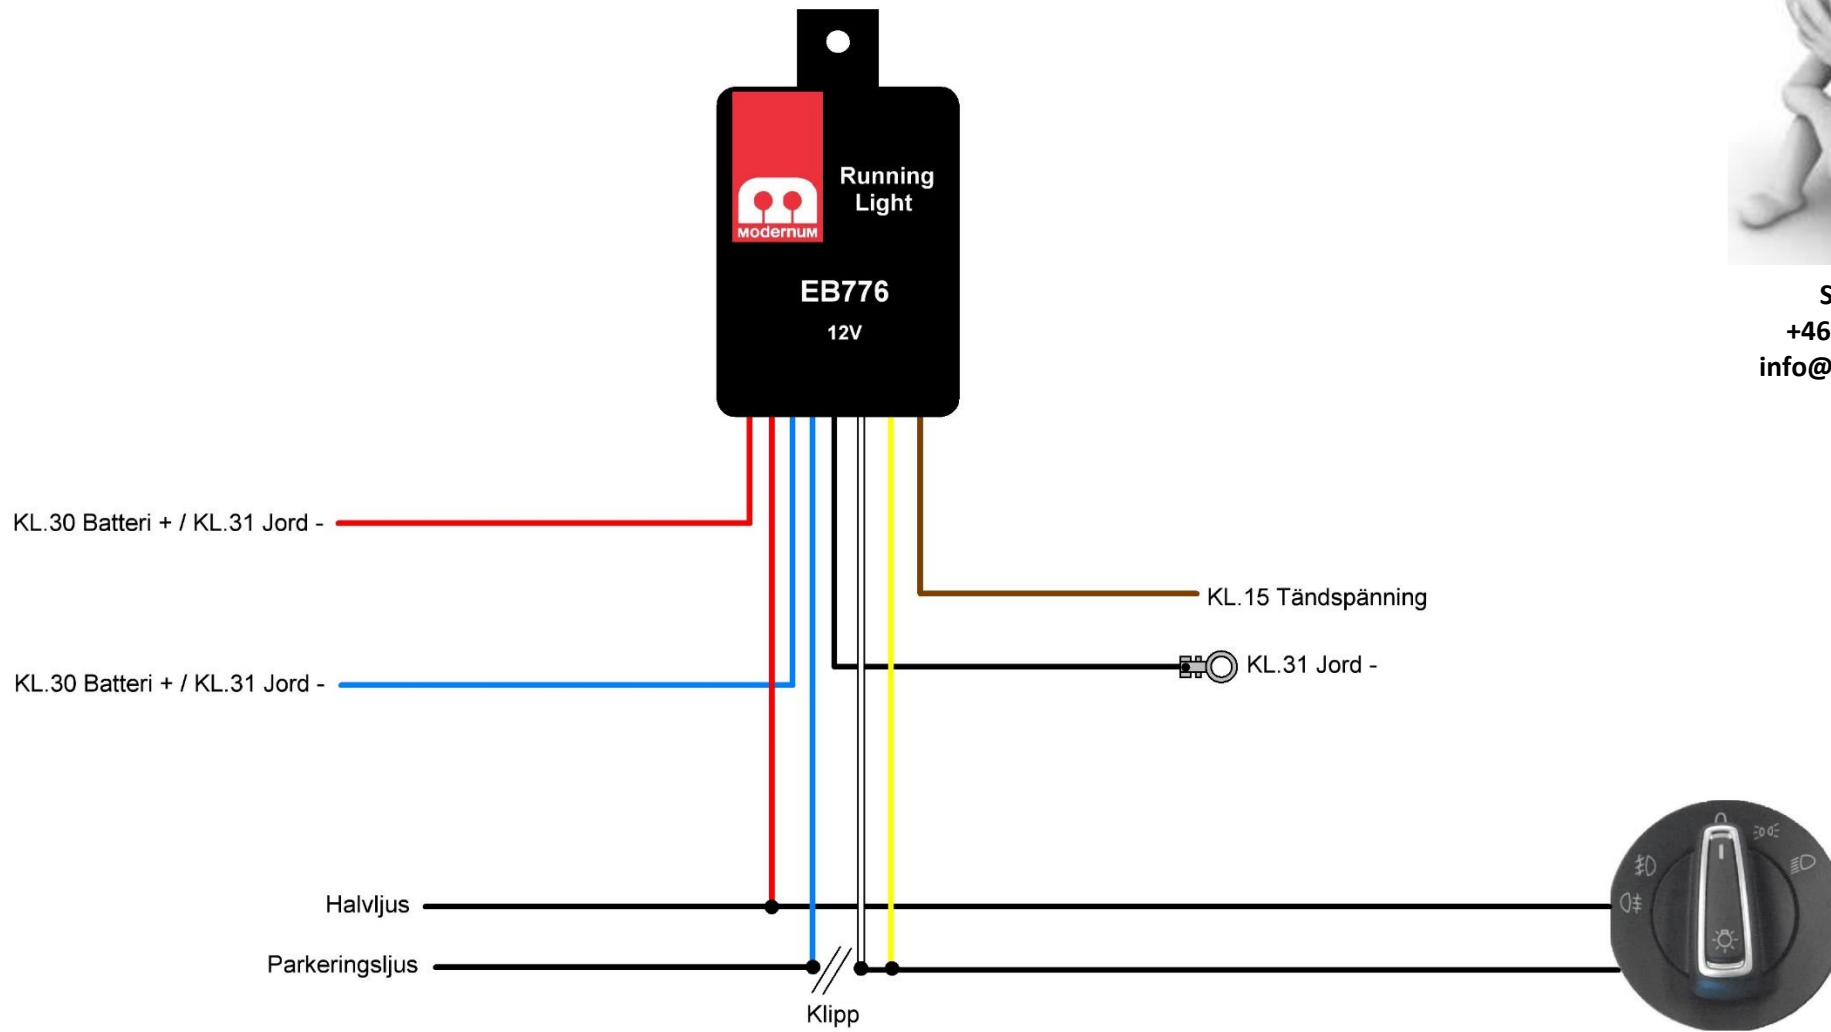 MODERNUM
Running
Light
EB776
12V
S
+46
info@
KL.30 Batteri + / KL.31 Jord -
KL.15 Tändspänning
KL.31 Jord -
KL.30 Batteri + / KL.31 Jord -
Halvljus
Parkeringsljus
Klipp